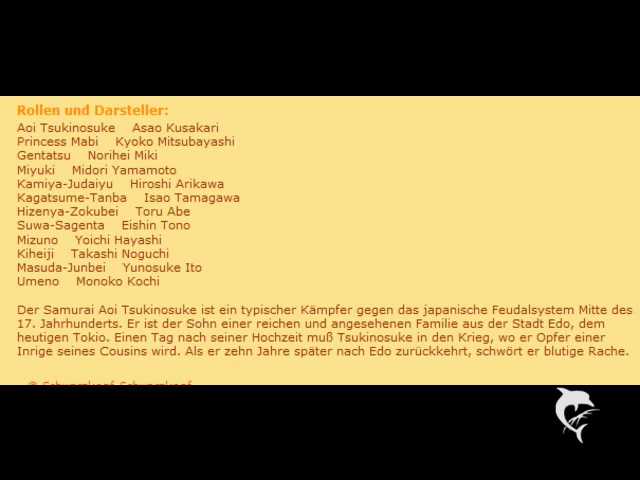 Rollen und Darsteller:
Aoi Tsukinosuke Asao Kusakari
Princess Mabi Kyoko Mitsubayashi
Gentatsu Norihei Miki
Miyuki Midori Yamamoto
Kamiya-Judaiyu Hiroshi Arikawa
Kagatsume-Tanba Isao Tamagawa
Hizenya-Zokubei Toru Abe
Suwa-Sagenta Eishin Tono
Mizuno Yoichi Hayashi
Kiheiji Takashi Noguchi
Masuda-Junbei Yunosuke Ito
Umeno Monoko Kochi
Der Samurai Aoi Tsukinosuke ist ein typischer Kämpfer gegen das japanische Feudalsystem Mitte des
17. Jahrhunderts. Er ist der Sohn einer reichen und angesehenen Familie aus der Stadt Edo, dem
heutigen Tokio. Einen Tag nach seiner Hochzeit muß Tsukinosuke in den Krieg, wo er Opfer einer
Inrige seines Cousins wird. Als er zehn Jahre später nach Edo zurückkehrt, schwört er blutige Rache.